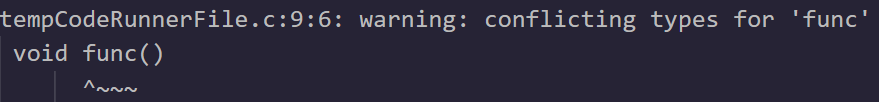 tempCodeRunnerFile.c:9:6: warning: conflicting types for 'func'
void func()
^~~~